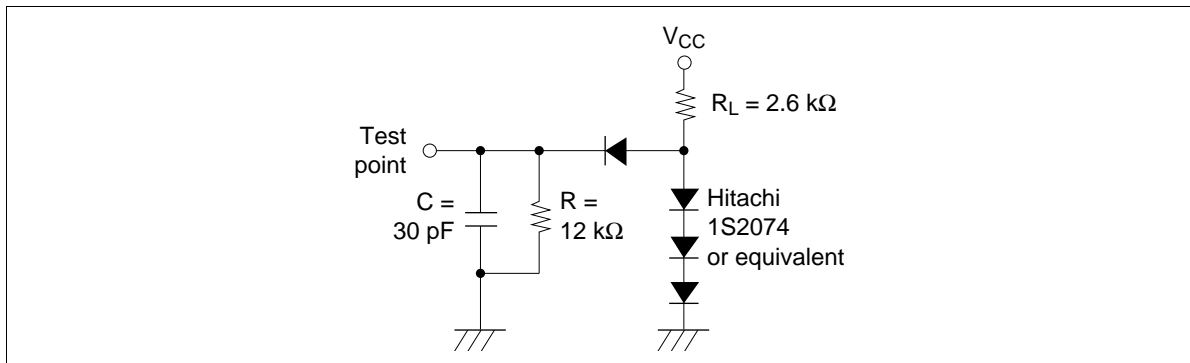 VCC
RL = 2.6 kΩ
Test
point
C =
30 pF
R =
12 kΩ
Hitachi
1S2074
or equivalent